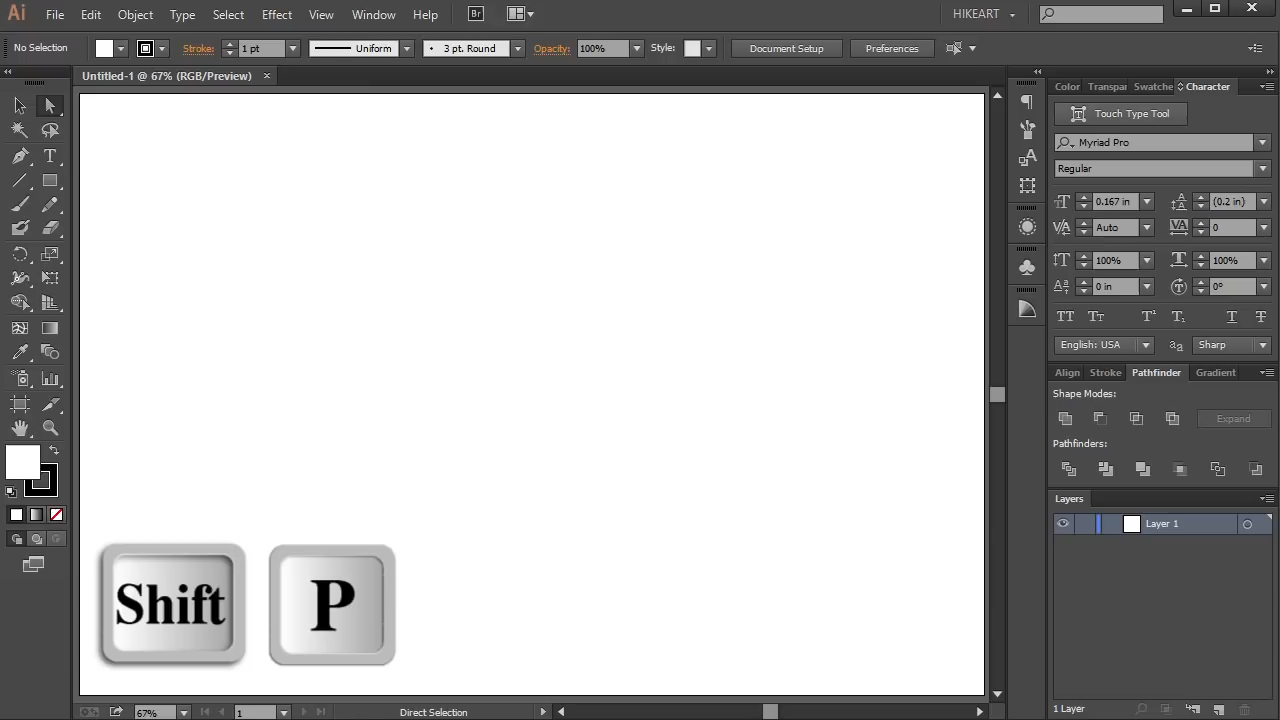 Ai File Edit Object Type Select Effect View Window Help Br HIKEART
No Selection Stroke: 1 pt Uniform 3 pt. Round Opacity: 100% Style: Document Setup Preferences
Untitled-1 @ 67% (RGB/Preview) ×
Color Transpar Swatche Character
Touch Type Tool
Myriad Pro
Regular
0.167 in (0.2 in)
Auto 0
100% 100%
0 in 0°
English: USA Sharp
Align Stroke Pathfinder Gradient
Shape Modes:
Expand
Pathfinders:
Layers
Layer 1
Shift P
67% 1 Direct Selection 1 Layer